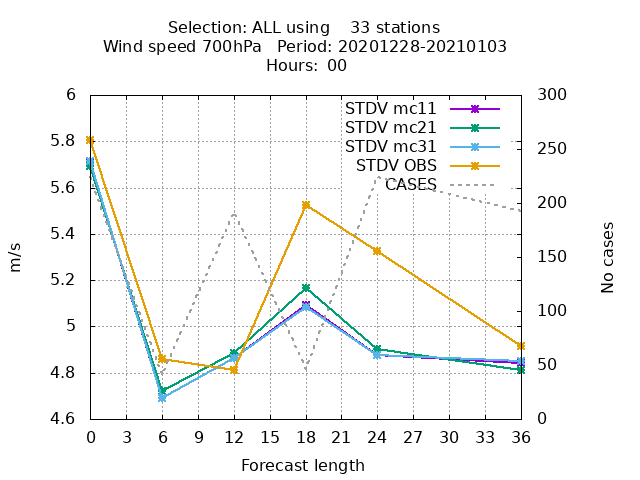 Selection: ALL using    33 stations
Wind speed 700hPa   Period: 20201228-20210103
Hours: 00
STDV mc11
STDV mc21
STDV mc31
STDV OBS
CASES
6
5.8
5.6
5.4
5.2
5
4.8
4.6
m/s
300
250
200
150
100
50
0
No cases
0 3 6 9 12 15 18 21 24 27 30 33 36
Forecast length